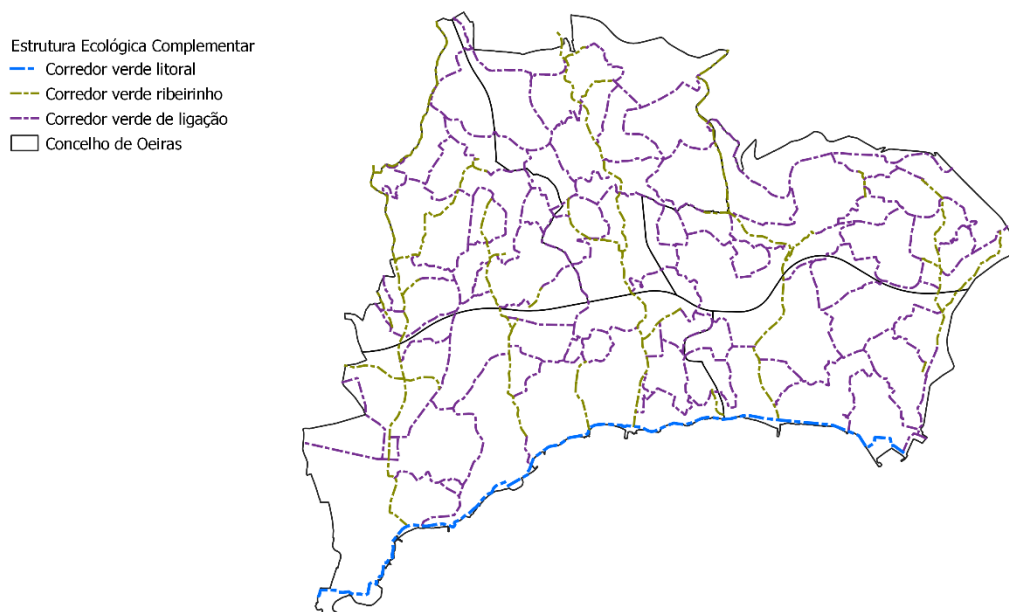 Estrutura Ecológica Complementar
Corredor verde litoral
Corredor verde ribeirinho
Corredor verde de ligação
Concelho de Oeiras